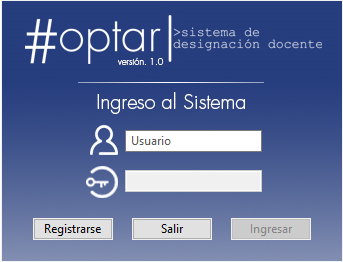 #optar
>sistema de
designación docente
versión. 1.0
Ingreso al Sistema
Usuario
Registrarse
Salir
Ingresar